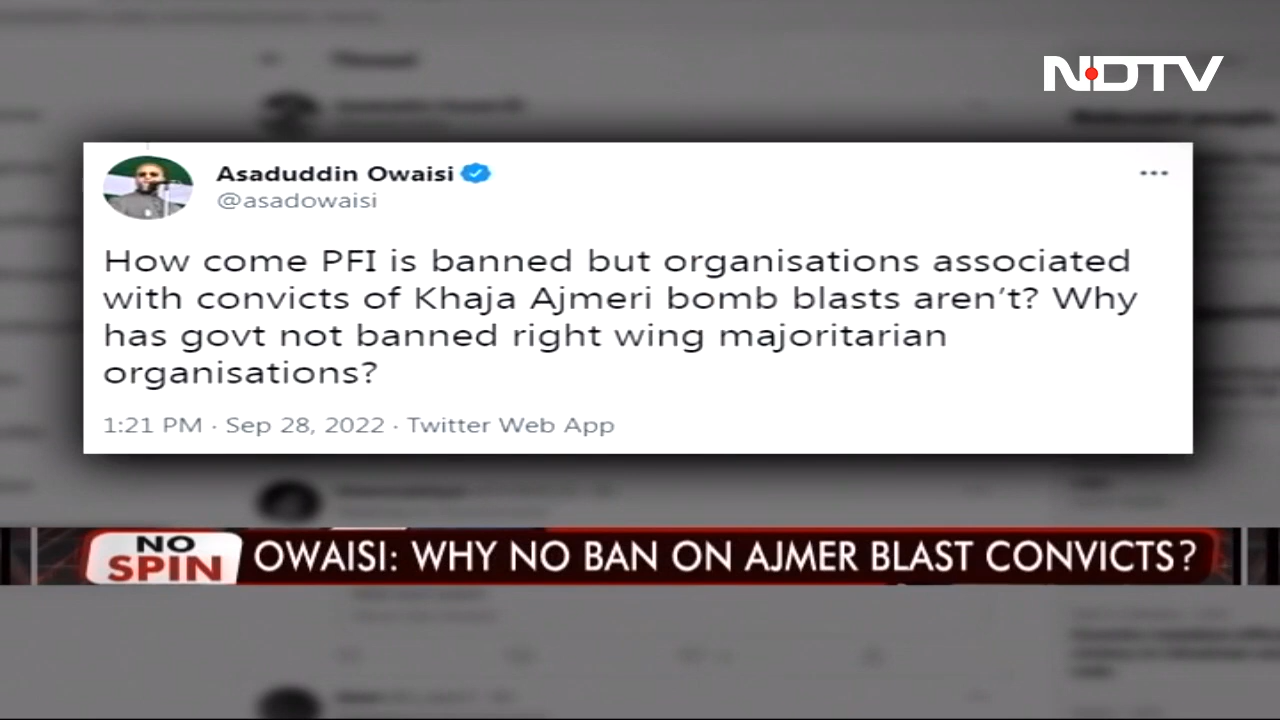 NDTV
Asaduddin Owaisi
@asadowaisi
How come PFI is banned but organisations associated
with convicts of Khaja Ajmeri bomb blasts aren't? Why
has govt not banned right wing majoritarian
organisations?
1:21 PM · Sep 28, 2022 · Twitter Web App
NO
SPIN
OWAISI: WHY NO BAN ON AJMER BLAST CONVICTS?